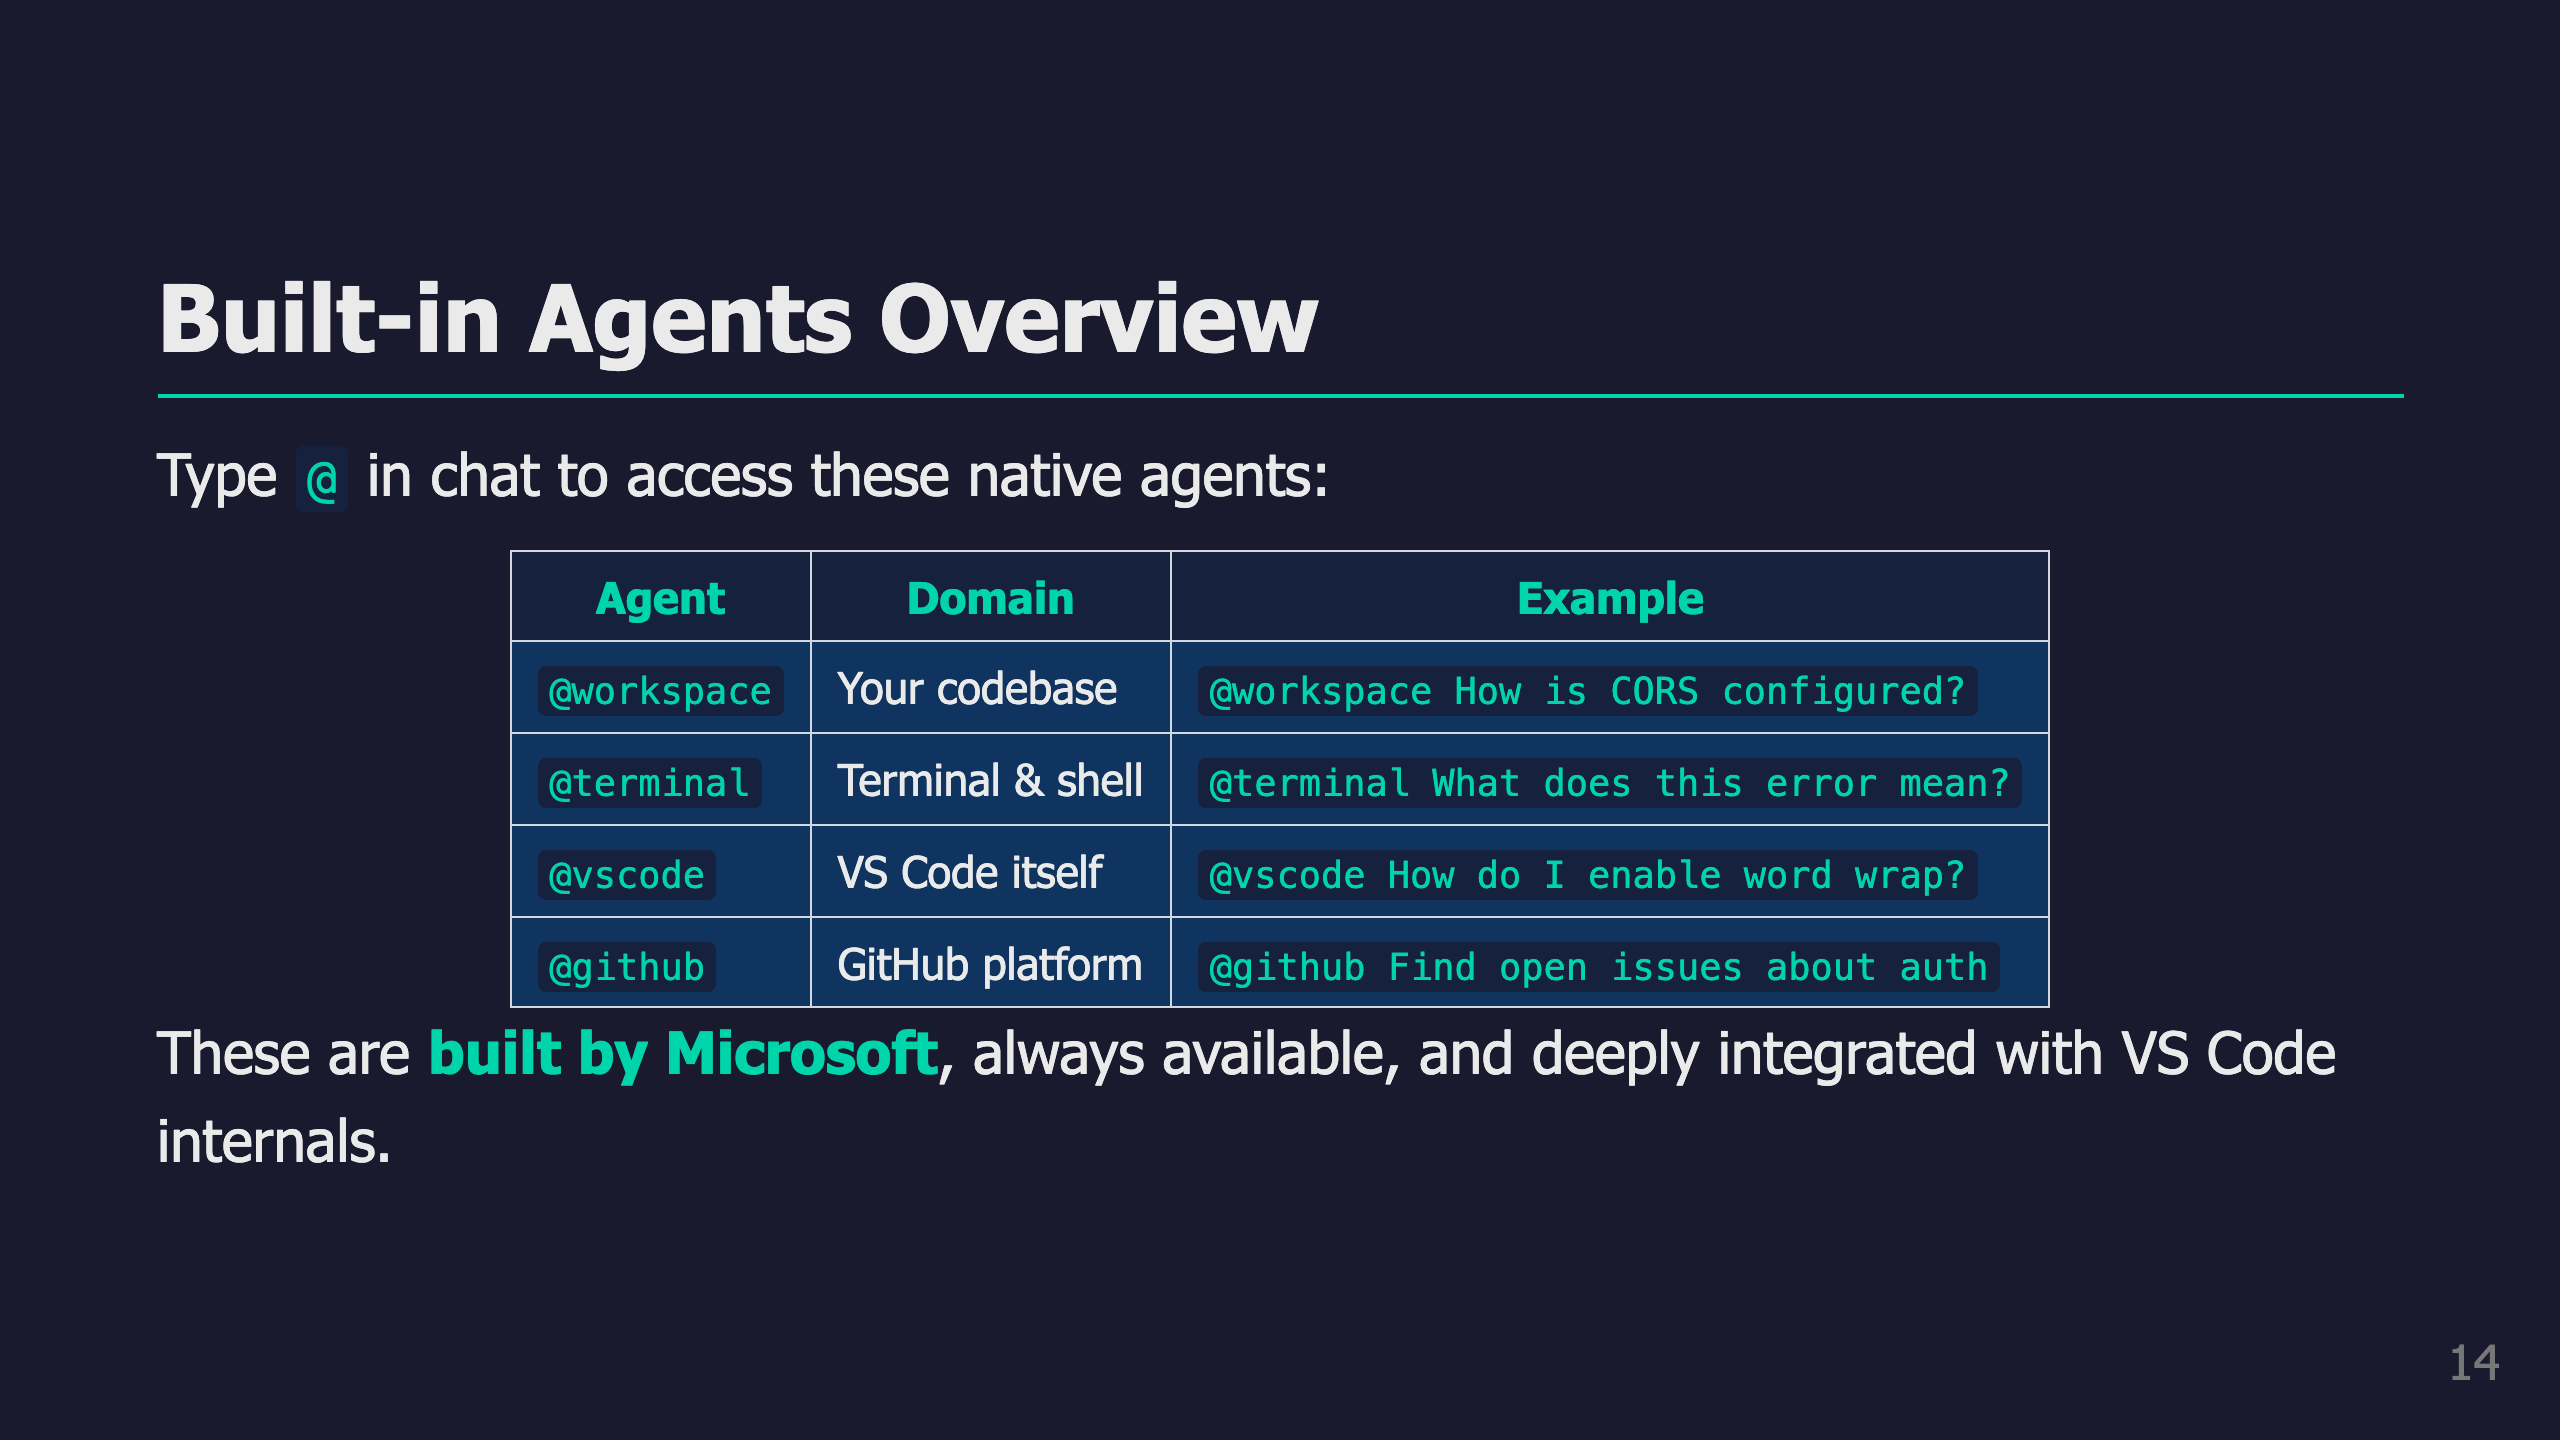 Built-in Agents Overview
Type @ in chat to access these native agents:
Agent Domain Example
@workspace Your codebase @workspace How is CORS configured?
@terminal Terminal & shell @terminal What does this error mean?
@vscode VS Code itself @vscode How do I enable word wrap?
@github GitHub platform @github Find open issues about auth
These are built by Microsoft, always available, and deeply integrated with VS Code
internals.
14